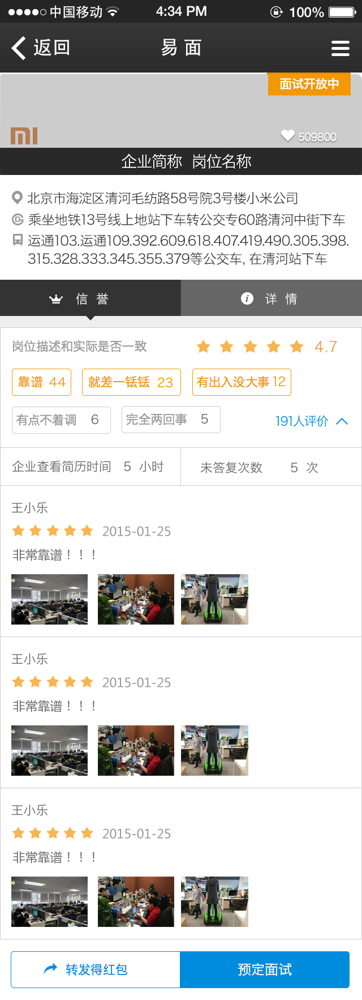 中国移动 4:34 PM 100%
返回 易面
面试开放中
MI 509800
企业简称 岗位名称
北京市海淀区清河毛纺路58号院3号楼小米公司
乘坐地铁13号线上地站下车转公交专60路清河中街下车
运通103.运通109.392.609.618.407.419.490.305.398.
315.328.333.345.355.379等公交车, 在清河站下车
信誉 详情
岗位描述和实际是否一致 4.7
靠谱 44 就差一铥铥 23 有出入没大事 12
有点不着调 6 完全两回事 5 191人评价
企业查看简历时间 5 小时 未答复次数 5 次
王小乐
2015-01-25
非常靠谱！！！
王小乐
2015-01-25
非常靠谱！！！
王小乐
2015-01-25
非常靠谱！！！
转发得红包 预定面试